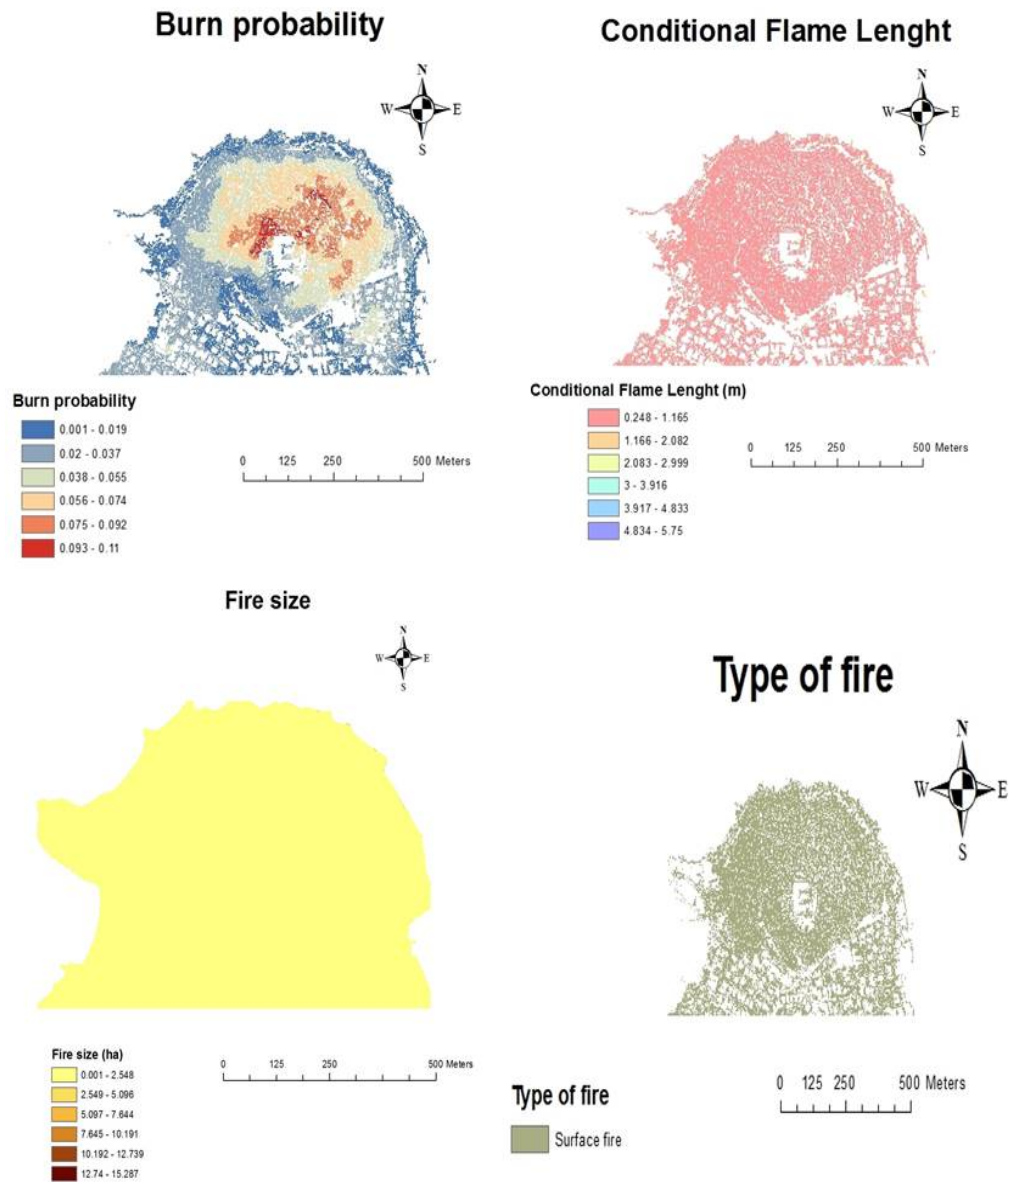 Burn probability
N
W E
S
Burn probability
0.001 - 0.019
0.02 - 0.037
0.038 - 0.055
0.056 - 0.074
0.075 - 0.092
0.093 - 0.11
0 125 250 500 Meters
Conditional Flame Lenght
N
W E
S
Conditional Flame Lenght (m)
0.248 - 1.165
1.166 - 2.082
2.083 - 2.999
3 - 3.916
3.917 - 4.833
4.834 - 5.75
0 125 250 500 Meters
Fire size
N
W E
S
Fire size (ha)
0.001 - 2.548
2.549 - 5.096
5.097 - 7.644
7.645 - 10.191
10.192 - 12.739
12.74 - 15.287
0 125 250 500 Meters
Type of fire
N
W E
S
Type of fire
Surface fire
0 125 250 500 Meters